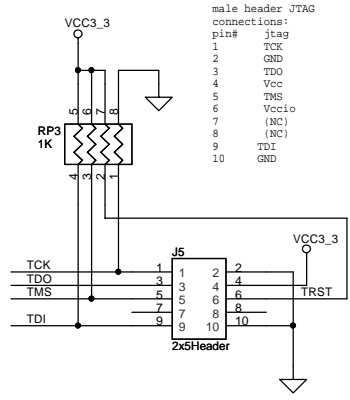 VCC3_3
male header JTAG
connections:
pin# jtag
1 TCK
2 GND
3 TDO
4 Vcc
5 TMS
6 Vccio
7 (NC)
8 (NC)
9 TDI
10 GND
5 6 7 8
RP3
1K
4 3 2 1
J5
VCC3_3
TCK 1 1 2 2
TDO 3 3 4 4
TMS 5 5 6 6 TRST
7 7 8 8
TDI 9 9 10 10
2x5Header